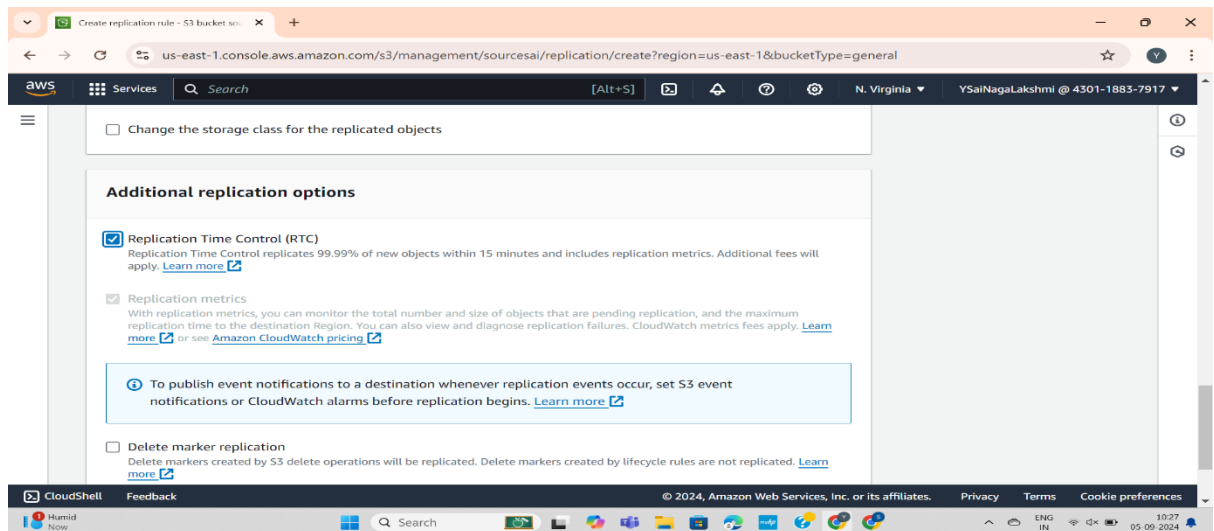 Create replication rule - S3 bucket sou
us-east-1.console.aws.amazon.com/s3/management/sourcesai/replication/create?region=us-east-1&bucketType=general
Y
aws
Services
Search
[Alt+S]
N. Virginia
YSaiNagaLakshmi @ 4301-1883-7917
Change the storage class for the replicated objects
Additional replication options
Replication Time Control (RTC)
Replication Time Control replicates 99.99% of new objects within 15 minutes and includes replication metrics. Additional fees will
apply. Learn more
Replication metrics
With replication metrics, you can monitor the total number and size of objects that are pending replication, and the maximum
replication time to the destination Region. You can also view and diagnose replication failures. CloudWatch metrics fees apply. Learn
more or see Amazon CloudWatch pricing
To publish event notifications to a destination whenever replication events occur, set S3 event
notifications or CloudWatch alarms before replication begins. Learn more
Delete marker replication
Delete markers created by S3 delete operations will be replicated. Delete markers created by lifecycle rules are not replicated. Learn
more
CloudShell
Feedback
© 2024, Amazon Web Services, Inc. or its affiliates.
Privacy
Terms
Cookie preferences
1
Humid
Now
Search
ENG
IN
10:27
05-09-2024